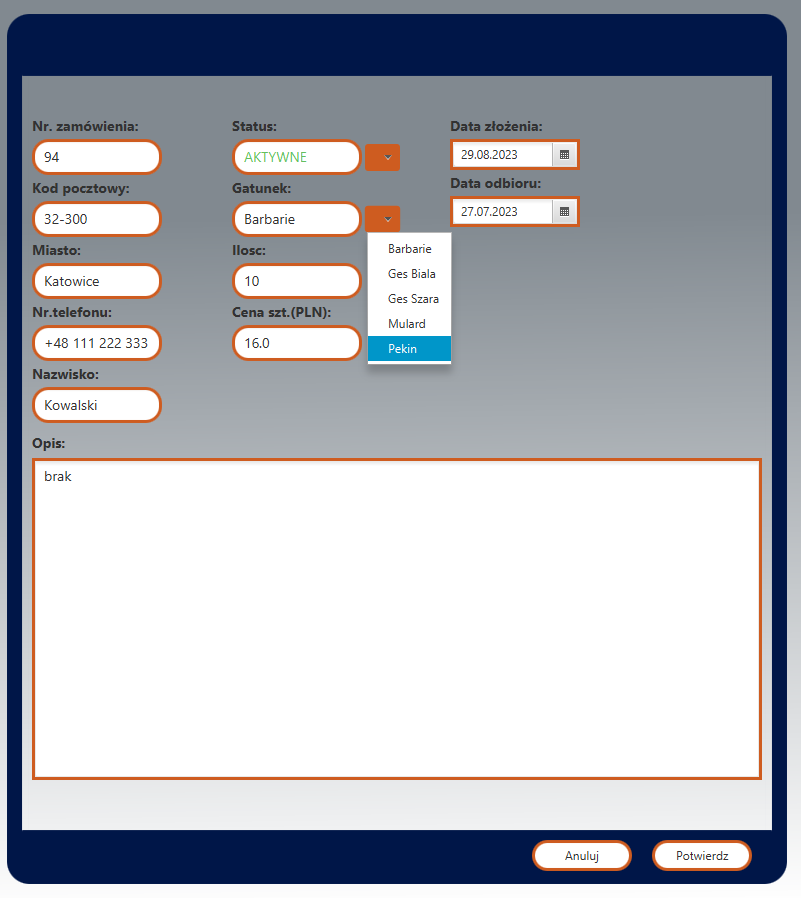 Nr. zamówienia:
94
Kod pocztowy:
32-300
Miasto:
Katowice
Nr.telefonu:
+48 111 222 333
Nazwisko:
Kowalski
Status:
AKTYWNE
Gatunek:
Barbarie
Ilosc:
10
Cena szt.(PLN):
16.0
Barbarie
Ges Biala
Ges Szara
Mulard
Pekin
Data złożenia:
29.08.2023
Data odbioru:
27.07.2023
Opis:
brak
Anuluj
Potwierdz